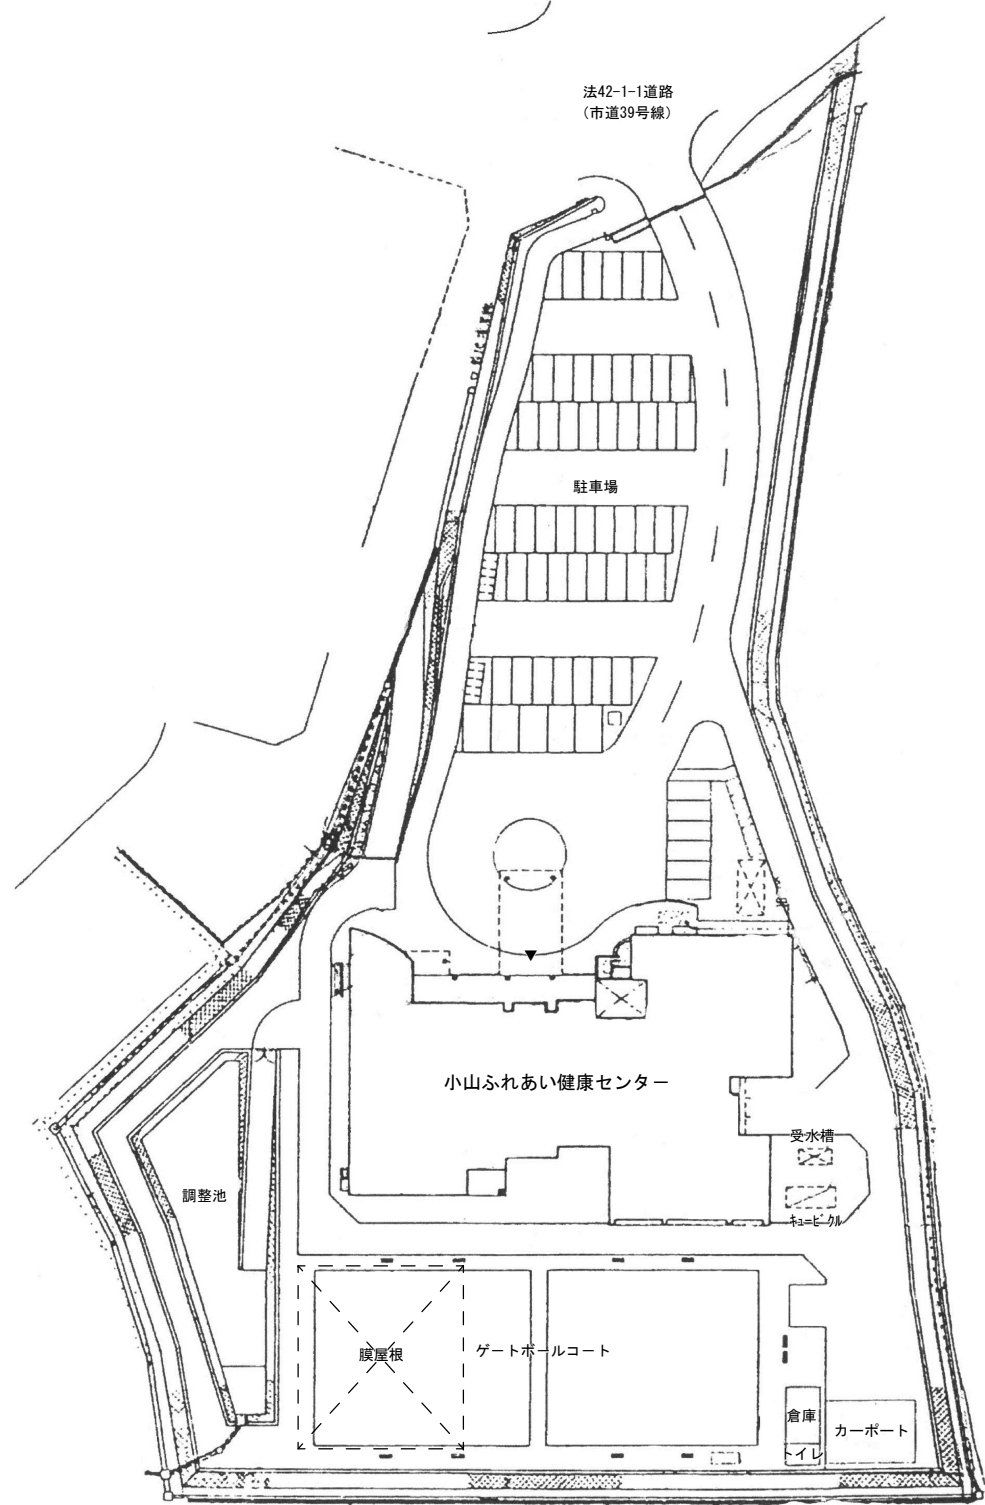 法42-1-1道路
(市道39号線)
駐車場
小山ふれあい健康センター
受水槽
ｷｭｰﾋﾞｸﾙ
調整池
膜屋根
ゲートボールコート
倉庫
カーポート
トイレ